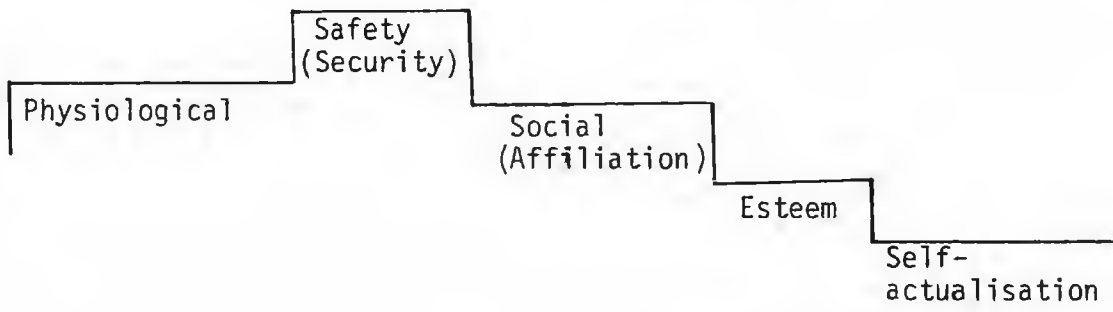 Physiological
Safety
(Security)
Social
(Affiliation)
Esteem
Self-
actualisation